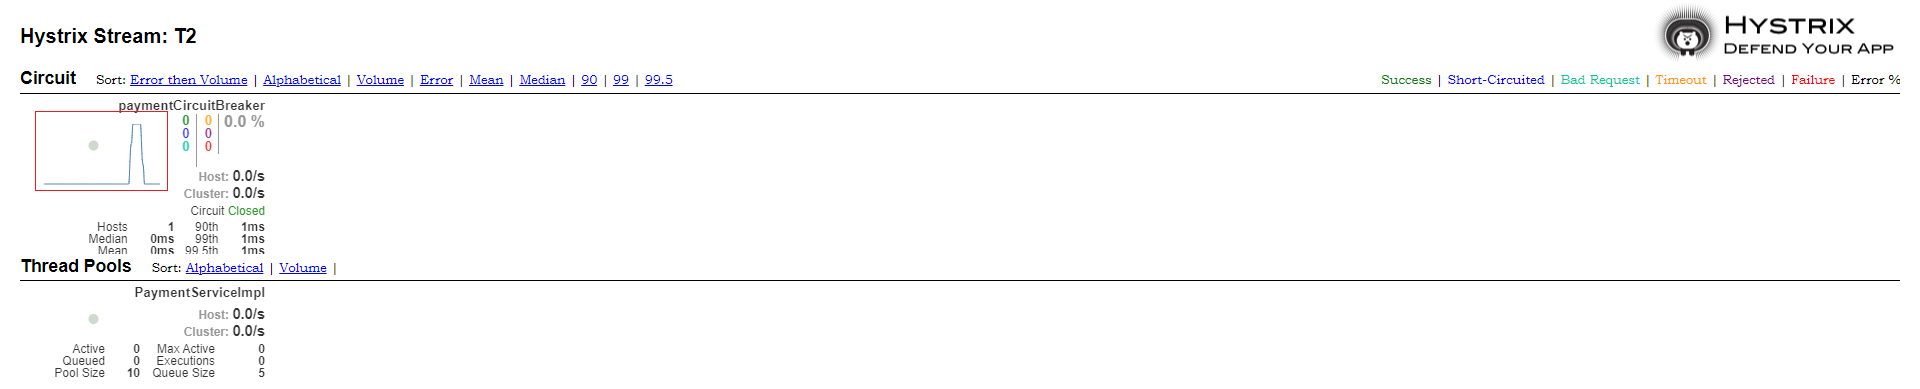 HYSTRIX
DEFEND YOUR APP
Hystrix Stream: T2
Circuit Sort: Error then Volume | Alphabetical | Volume | Error | Mean | Median | 90 | 99 | 99.5
Success | Short-Circuited | Bad Request | Timeout | Rejected | Failure | Error %
paymentCircuitBreaker
0 0 0.0 %
0 0
0 0
Host: 0.0/s
Cluster: 0.0/s
Circuit Closed
Hosts 1 90th 1ms
Median 0ms 99th 1ms
Mean 0ms 99.5th 1ms
Thread Pools Sort: Alphabetical | Volume |
PaymentServiceImpl
Host: 0.0/s
Cluster: 0.0/s
Active 0 Max Active 0
Queued 0 Executions 0
Pool Size 10 Queue Size 5